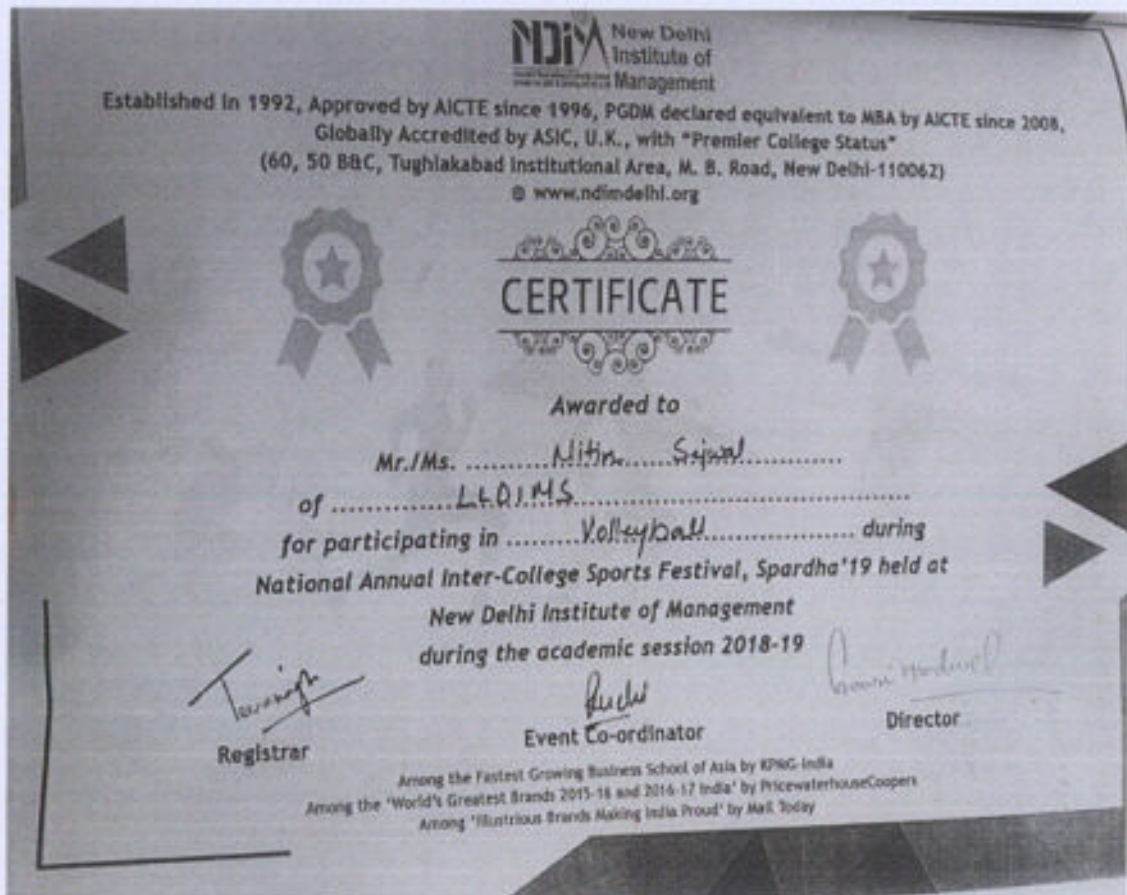 NDIM New Delhi
Institute of
Management
Established in 1992, Approved by AICTE since 1996, PGDM declared equivalent to MBA by AICTE since 2008,
Globally Accredited by ASIC, U.K., with "Premier College Status"
(60, 50 B&C, Tughlakabad Institutional Area, M. B. Road, New Delhi-110062)
www.ndimdelhi.org
CERTIFICATE
Awarded to
Mr./Ms. ..........Nitin.....Sejwal...............
of ...............LLDIMS...............................................
for participating in .........Volleyball..................... during
National Annual Inter-College Sports Festival, Spardha'19 held at
New Delhi Institute of Management
during the academic session 2018-19
Ruchi
Registrar
Event Co-ordinator
Director
Among the Fastest Growing Business School of Asia by KPMG-India
Among the 'World's Greatest Brands 2015-16 and 2016-17 India' by PricewaterhouseCoopers
Among 'Illustrious Brands Making India Proud' by Mail Today